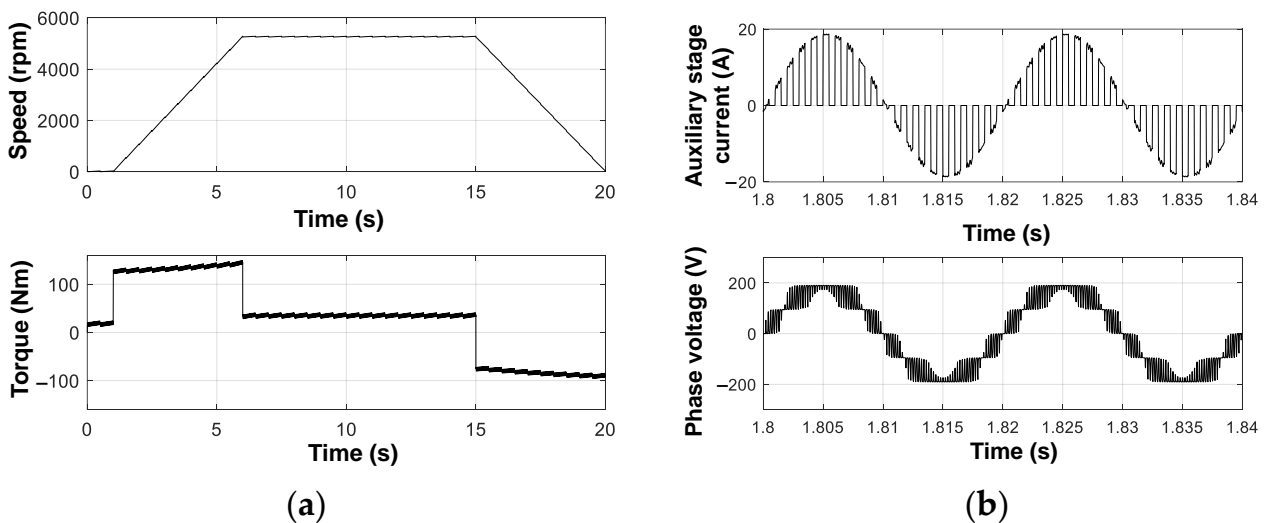 Speed (rpm)
6000
4000
2000
0
0 5 10 15 20
Time (s)
Torque (Nm)
100
0
−100
0 5 10 15 20
Time (s)
(a)
Auxiliary stage
current (A)
20
0
−20
1.8 1.805 1.81 1.815 1.82 1.825 1.83 1.835 1.84
Time (s)
Phase voltage (V)
200
0
−200
1.8 1.805 1.81 1.815 1.82 1.825 1.83 1.835 1.84
Time (s)
(b)